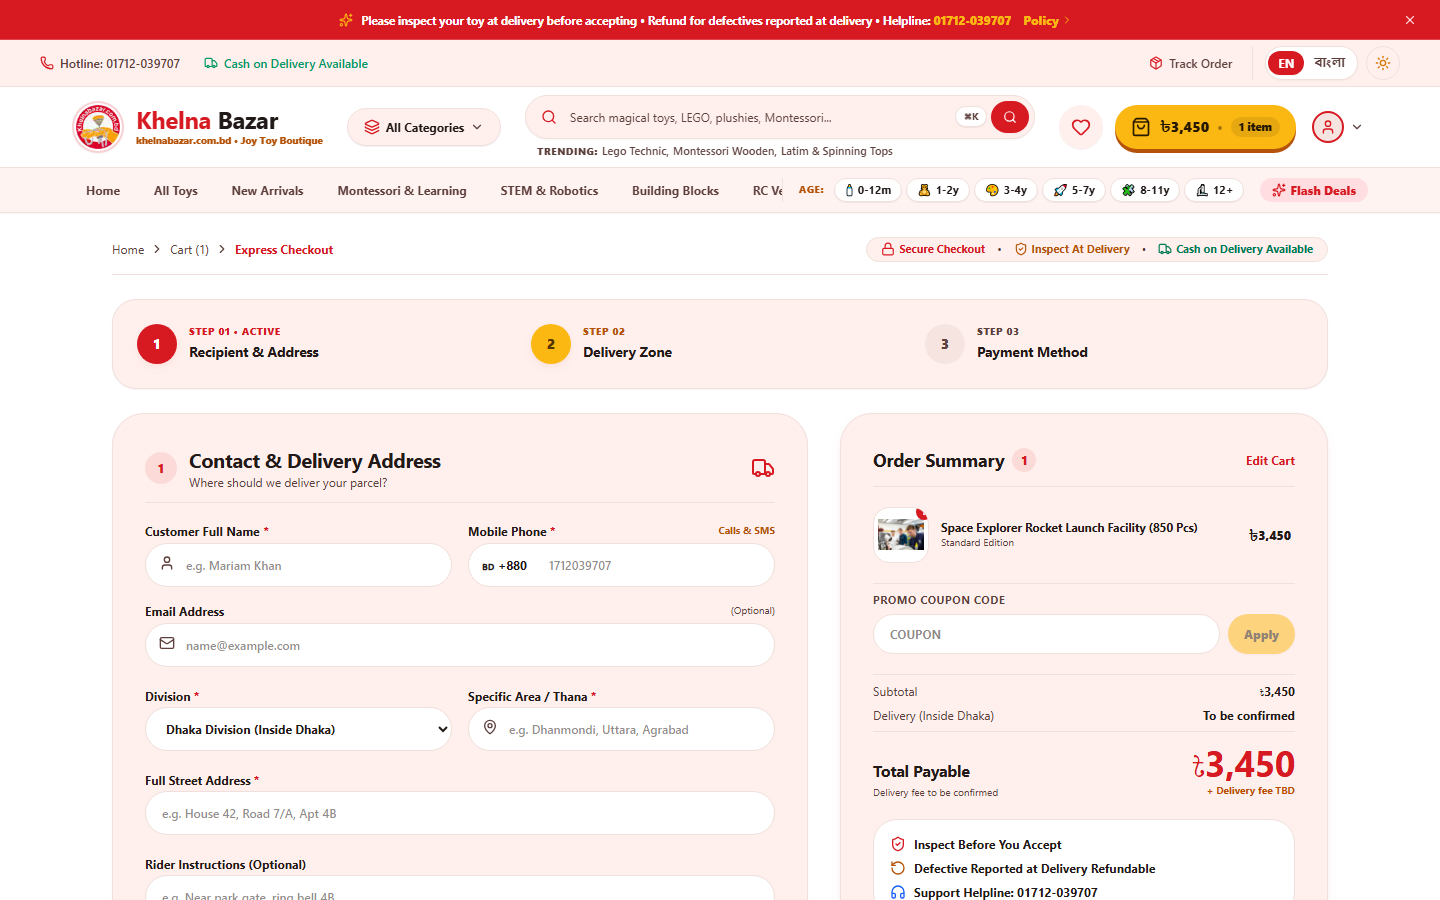 Please inspect your toy at delivery before accepting • Refund for defectives reported at delivery • Helpline: 01712-039707 Policy
Hotline: 01712-039707 Cash on Delivery Available Track Order EN বাংলা
Khelna Bazar
khelnabazar.com.bd • Joy Toy Boutique
All Categories
Search magical toys, LEGO, plushies, Montessori... ⌘K
TRENDING: Lego Technic, Montessori Wooden, Latim & Spinning Tops
৳3,450 • 1 item
Home All Toys New Arrivals Montessori & Learning STEM & Robotics Building Blocks RC Ve AGE: 0-12m 1-2y 3-4y 5-7y 8-11y 12+ Flash Deals
Home Cart (1) Express Checkout
Secure Checkout • Inspect At Delivery • Cash on Delivery Available
1 STEP 01 • ACTIVE
Recipient & Address
2 STEP 02
Delivery Zone
3 STEP 03
Payment Method
1 Contact & Delivery Address
Where should we deliver your parcel?
Customer Full Name *
e.g. Mariam Khan
Mobile Phone * Calls & SMS
BD +880 1712039707
Email Address (Optional)
name@example.com
Division *
Dhaka Division (Inside Dhaka)
Specific Area / Thana *
e.g. Dhanmondi, Uttara, Agrabad
Full Street Address *
e.g. House 42, Road 7/A, Apt 4B
Rider Instructions (Optional)
e.g. Near park gate, ring bell 4B
Order Summary 1 Edit Cart
Space Explorer Rocket Launch Facility (850 Pcs)
Standard Edition
৳3,450
PROMO COUPON CODE
COUPON Apply
Subtotal ৳3,450
Delivery (Inside Dhaka) To be confirmed
Total Payable ৳3,450
Delivery fee to be confirmed + Delivery fee TBD
Inspect Before You Accept
Defective Reported at Delivery Refundable
Support Helpline: 01712-039707